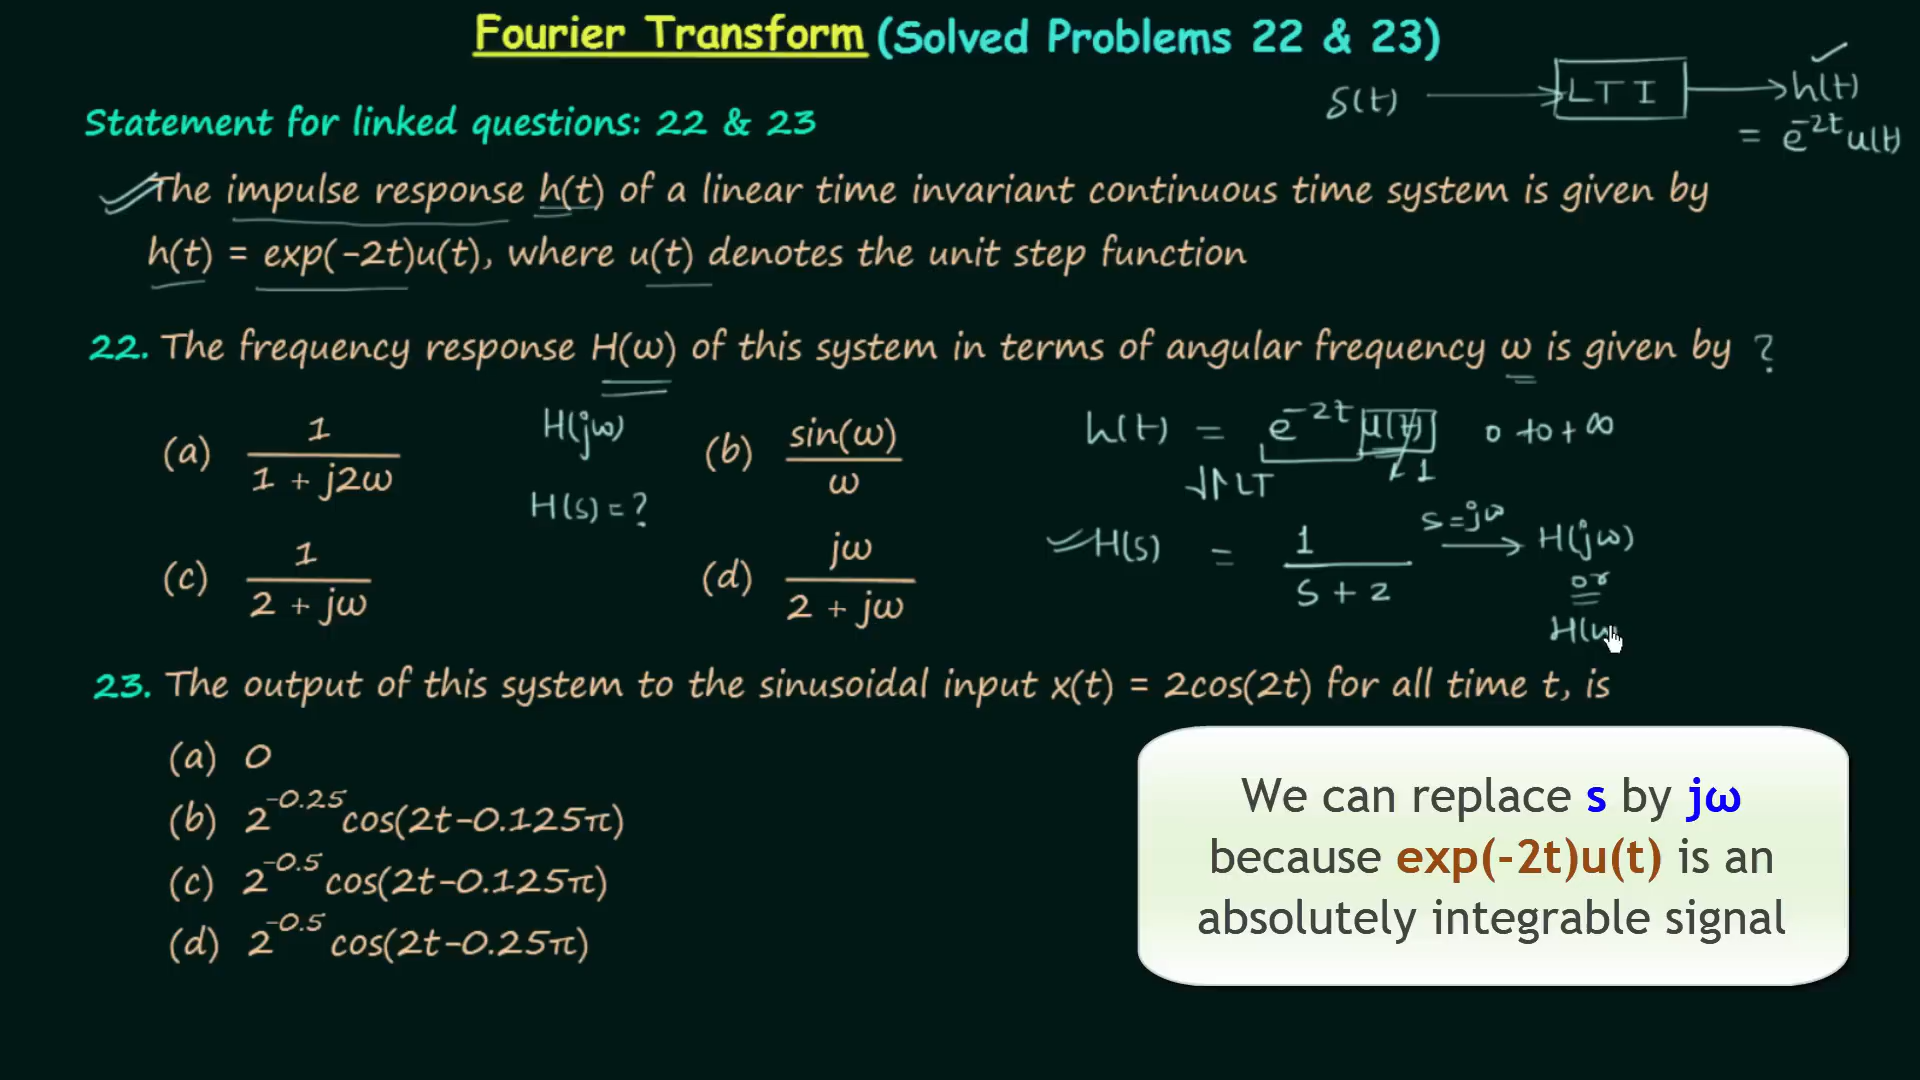 Fourier Transform (Solved Problems 22 & 23)
δ(t) LTI h(t)
= e^-2t u(t)
Statement for linked questions: 22 & 23
The impulse response h(t) of a linear time invariant continuous time system is given by
h(t) = exp(-2t)u(t), where u(t) denotes the unit step function
22. The frequency response H(ω) of this system in terms of angular frequency ω is given by ?
(a) 1 / (1 + j2ω)
(b) sin(ω) / ω
(c) 1 / (2 + jω)
(d) jω / (2 + jω)
H(jω)
H(s) = ?
h(t) = e^-2t u(t) 0 to + ∞
LT 1
H(s) = 1 / (s + 2) s = jω H(jω)
or
23. The output of this system to the sinusoidal input x(t) = 2cos(2t) for all time t, is
(a) 0
(b) 2^-0.25 cos(2t-0.125π)
(c) 2^-0.5 cos(2t-0.125π)
(d) 2^-0.5 cos(2t-0.25π)
We can replace s by jω
because exp(-2t)u(t) is an
absolutely integrable signal